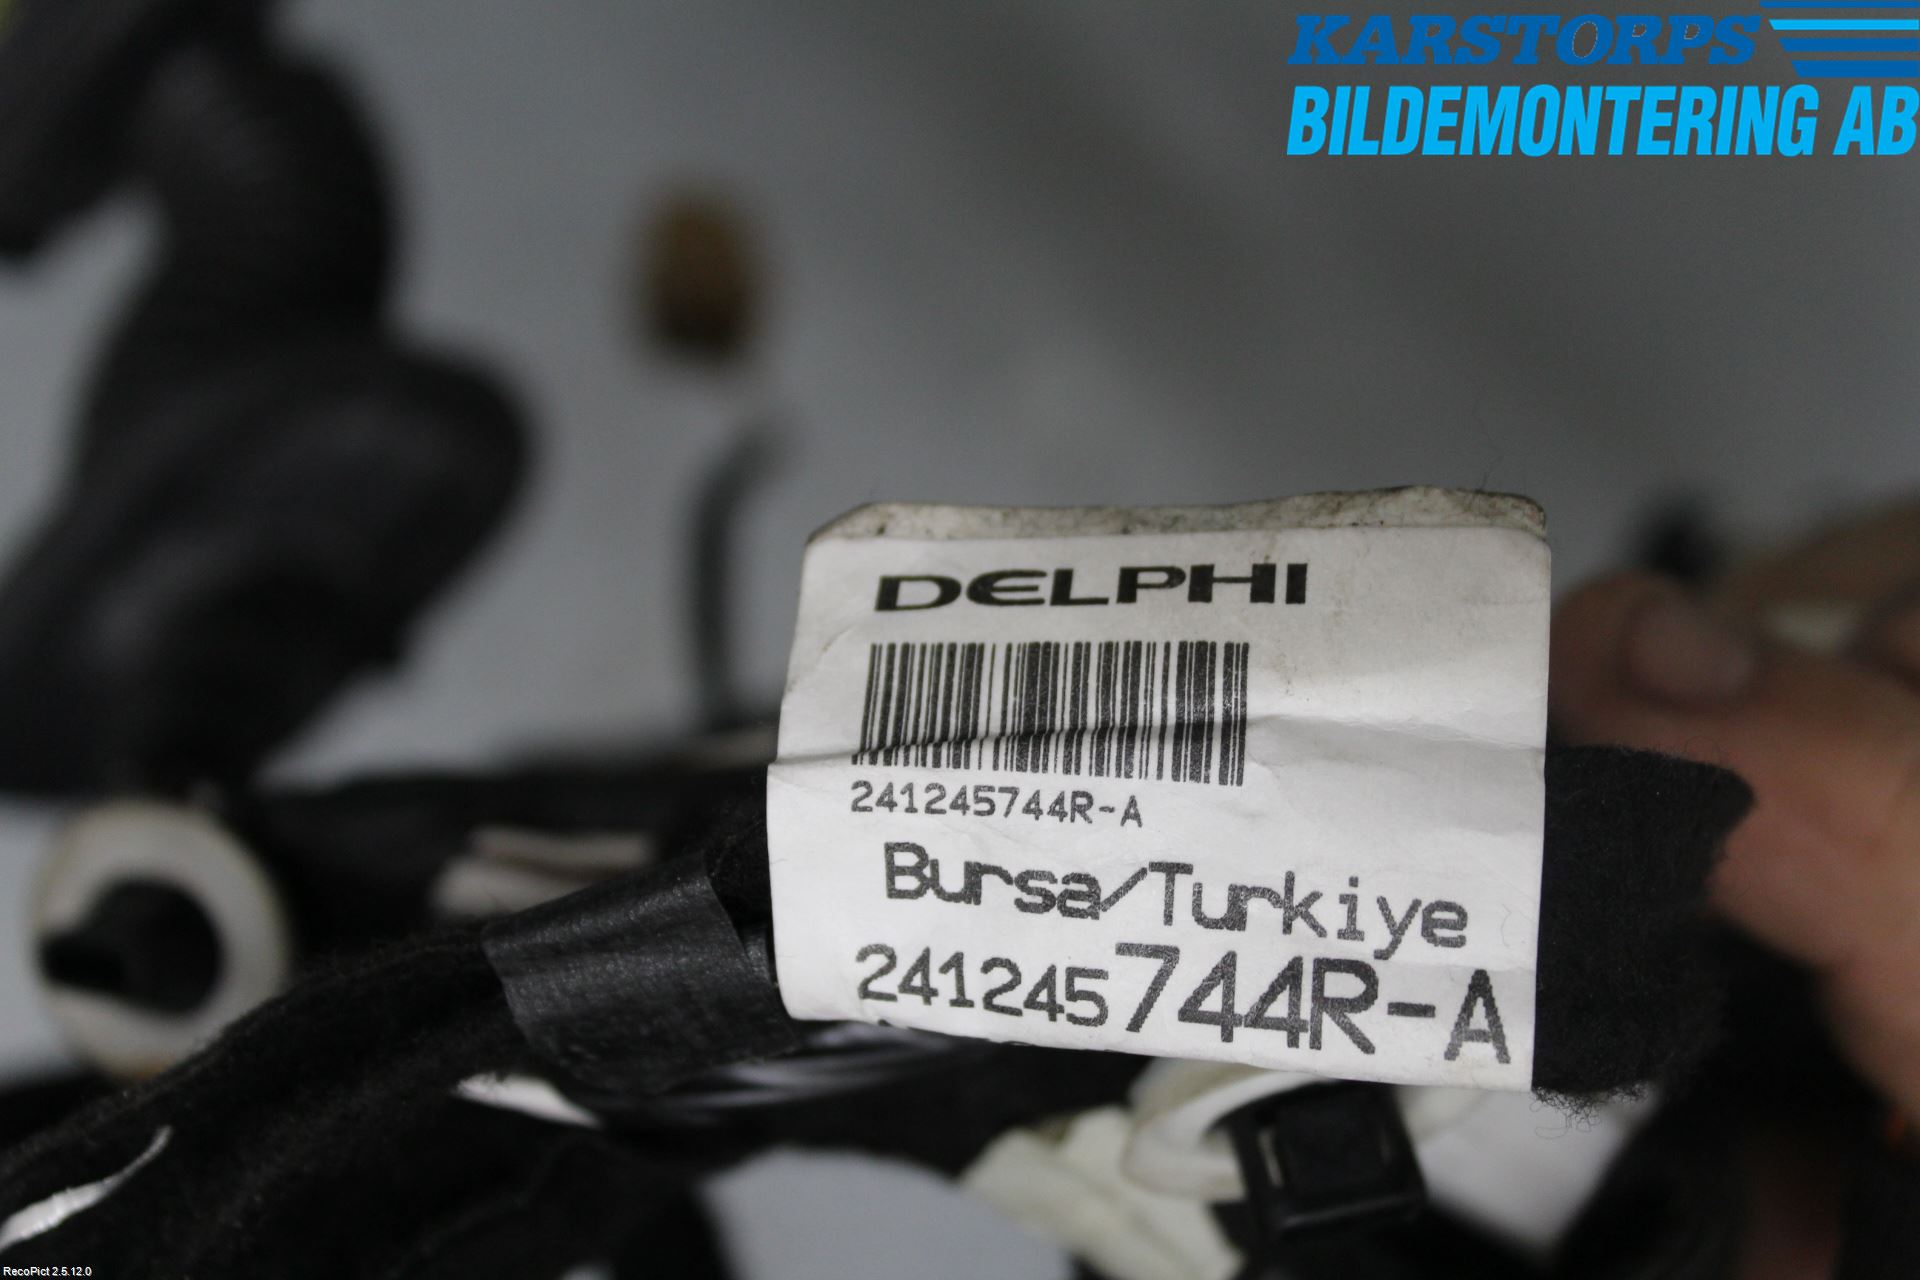 KARSTORPS
BILDEMONTERING AB
DELPHI
241245744R-A
Bursa/Turkiye
241245744R-A
RecoPict 2.5.12.0